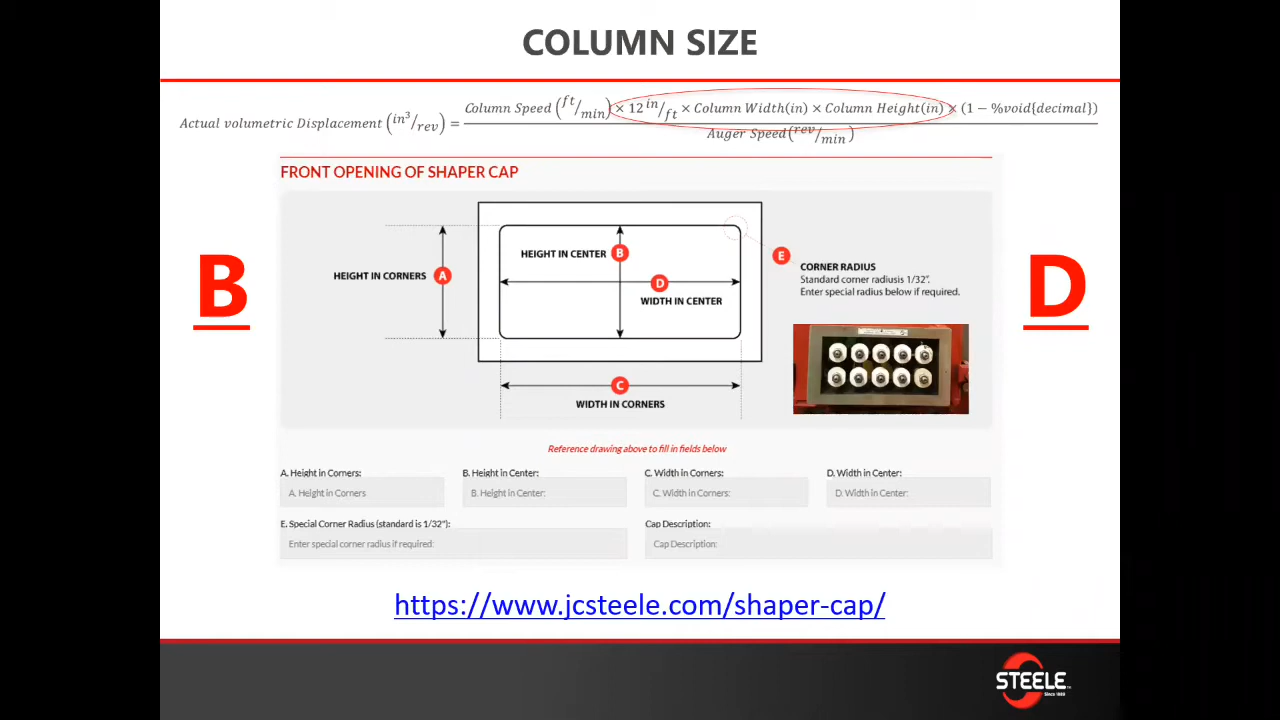 COLUMN SIZE
Actual volumetric Displacement (in³/rev) = Column Speed (ft/min) × 12 in/ft × Column Width(in) × Column Height(in) × (1 − %void{decimal})
Auger Speed(rev/min)
FRONT OPENING OF SHAPER CAP
B
D
HEIGHT IN CORNERS A
HEIGHT IN CENTER B
D
WIDTH IN CENTER
E
CORNER RADIUS
Standard corner radiusis 1/32".
Enter special radius below if required.
C
WIDTH IN CORNERS
Reference drawing above to fill in fields below
A. Height in Corners: B. Height in Center: C. Width in Corners: D. Width in Center:
A. Height in Corners B. Height in Center: C. Width in Corners: D. Width in Center:
E. Special Corner Radius (standard is 1/32"): Cap Description:
Enter special corner radius if required: Cap Description:
https://www.jcsteele.com/shaper-cap/
STEELE
Since 1889